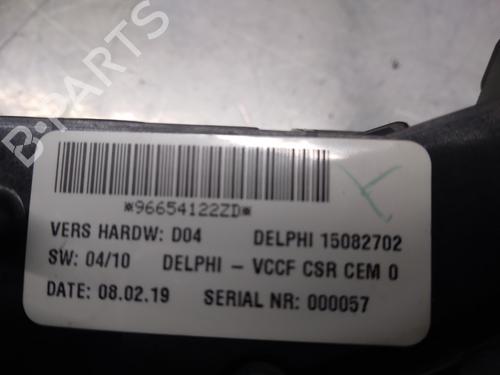 B-PARTS
*96654122ZD*
VERS HARDW: D04 DELPHI 15082702
SW: 04/10 DELPHI - VCCF CSR CEM 0
DATE: 08.02.19 SERIAL NR: 000057